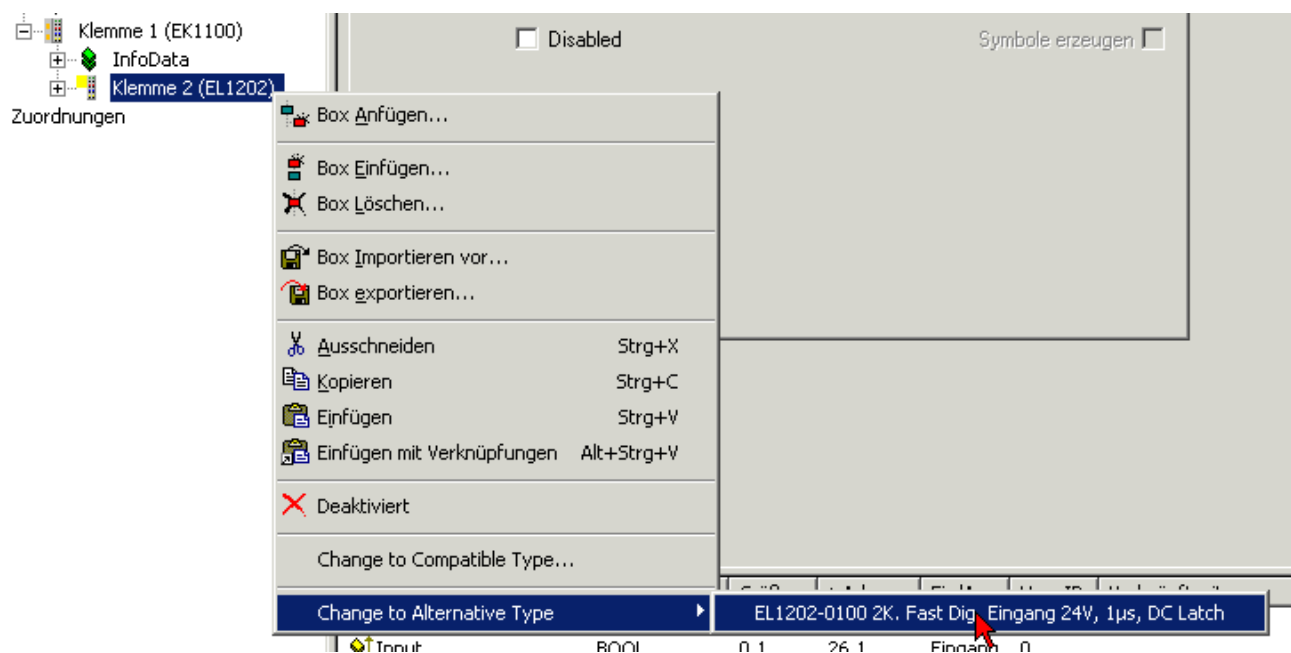 Klemme 1 (EK1100)
InfoData
Klemme 2 (EL1202)
Zuordnungen
Disabled
Symbole erzeugen
Box Anfügen...
Box Einfügen...
Box Löschen...
Box Importieren vor...
Box exportieren...
Ausschneiden Strg+X
Kopieren Strg+C
Einfügen Strg+V
Einfügen mit Verknüpfungen Alt+Strg+V
Deaktiviert
Change to Compatible Type...
Change to Alternative Type
EL1202-0100 2K. Fast Dig. Eingang 24V, 1µs, DC Latch
Input BOOL 0.1 26.1 Eingang 0